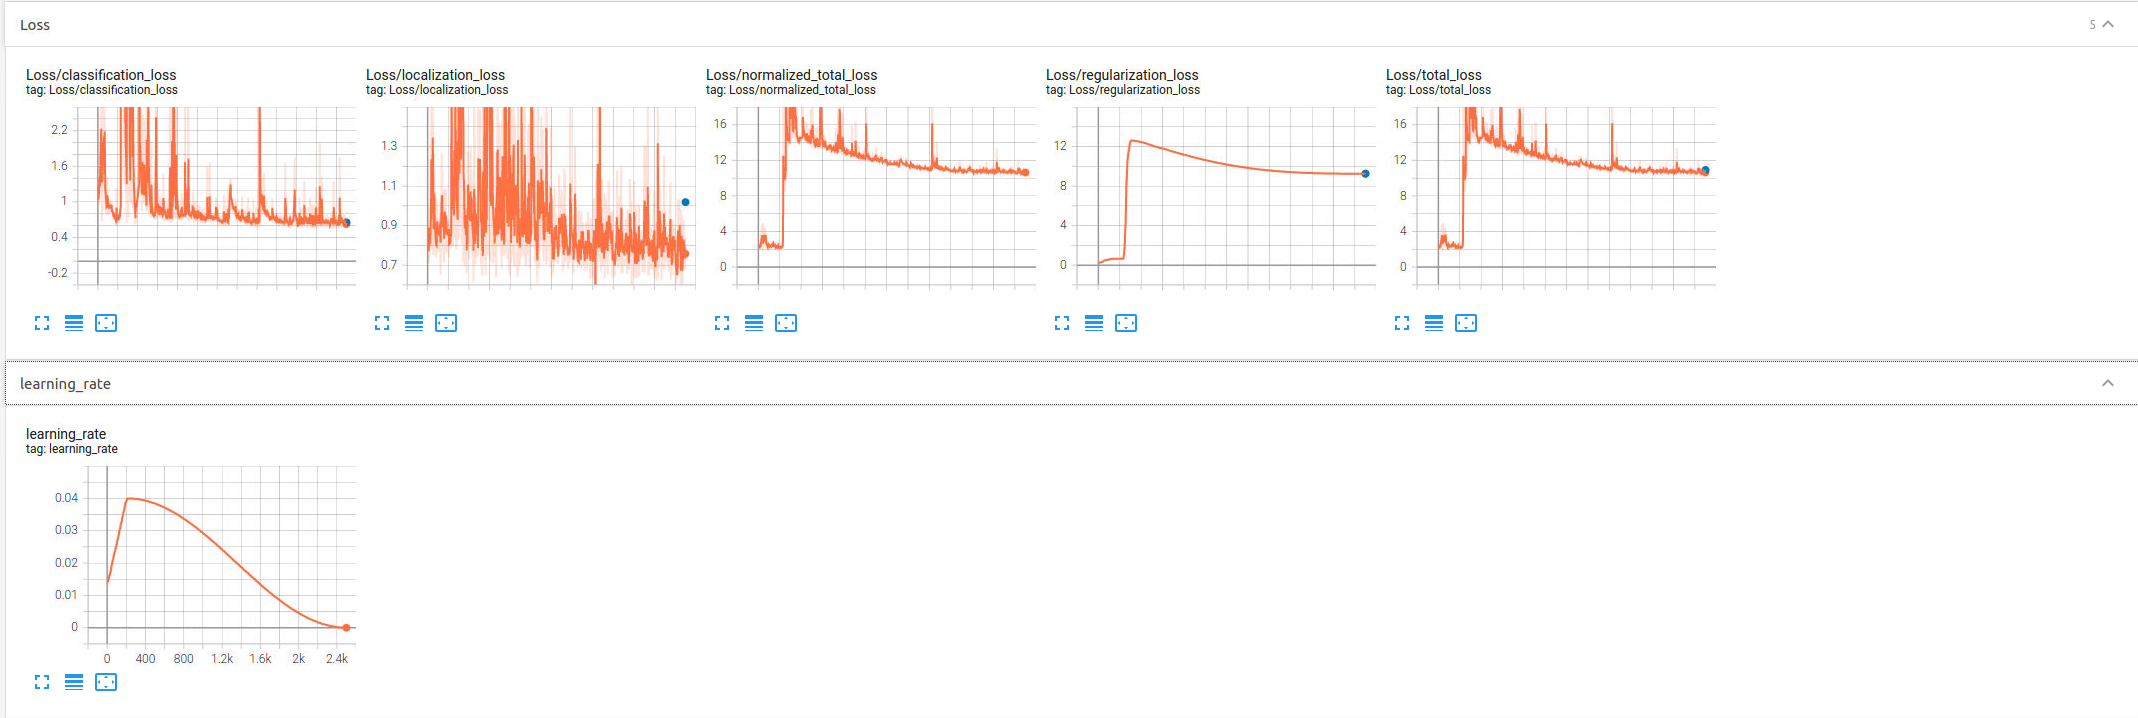 Loss
5
Loss/classification_loss
tag: Loss/classification_loss
2.2
1.6
1
0.4
-0.2
Loss/localization_loss
tag: Loss/localization_loss
1.3
1.1
0.9
0.7
Loss/normalized_total_loss
tag: Loss/normalized_total_loss
16
12
8
4
0
Loss/regularization_loss
tag: Loss/regularization_loss
12
8
4
0
Loss/total_loss
tag: Loss/total_loss
16
12
8
4
0
learning_rate
learning_rate
tag: learning_rate
0.04
0.03
0.02
0.01
0
0 400 800 1.2k 1.6k 2k 2.4k